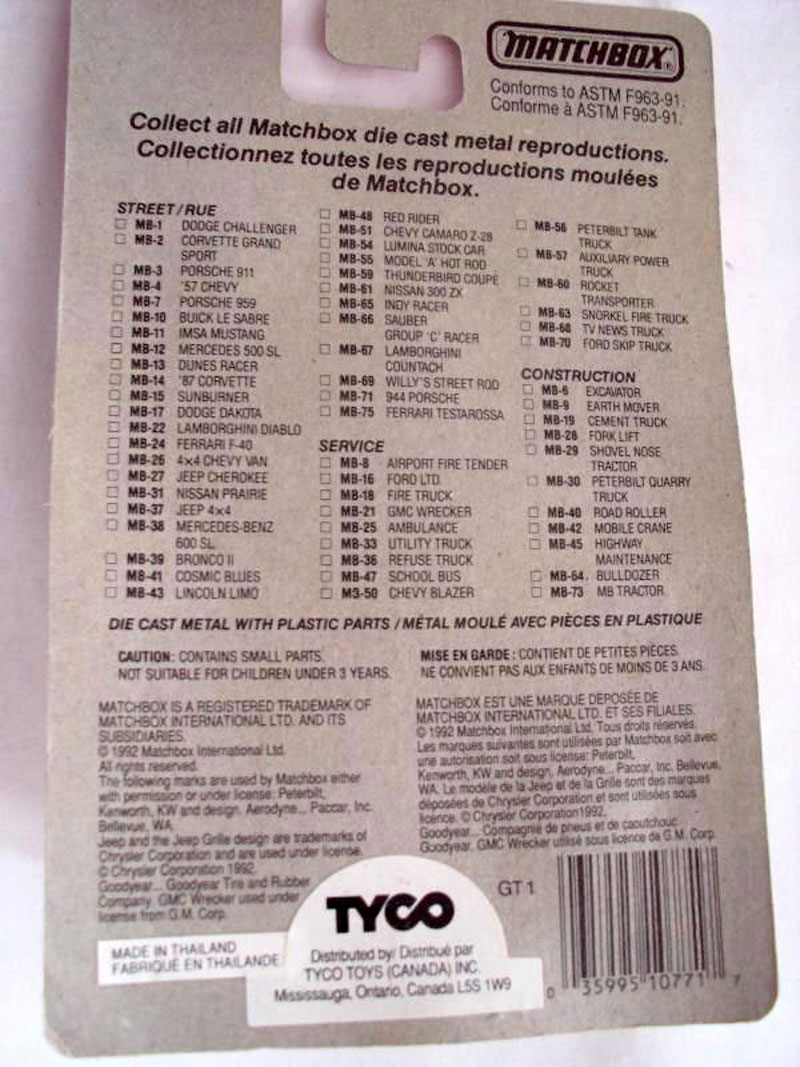 MATCHBOX®
Conforms to ASTM F963-91.
Conforme à ASTM F963-91.
Collect all Matchbox die cast metal reproductions.
Collectionnez toutes les reproductions moulées
de Matchbox.
STREET/RUE
MB-1 DODGE CHALLENGER
MB-2 CORVETTE GRAND
SPORT
MB-3 PORSCHE 911
MB-4 '57 CHEVY
MB-7 PORSCHE 959
MB-10 BUICK LE SABRE
MB-11 IMSA MUSTANG
MB-12 MERCEDES 500 SL
MB-13 DUNES RACER
MB-14 '87 CORVETTE
MB-15 SUNBURNER
MB-17 DODGE DAKOTA
MB-22 LAMBORGHINI DIABLO
MB-24 FERRARI F-40
MB-26 4x4 CHEVY VAN
MB-27 JEEP CHEROKEE
MB-31 NISSAN PRAIRIE
MB-37 JEEP 4x4
MB-38 MERCEDES-BENZ
600 SL
MB-39 BRONCO II
MB-41 COSMIC BLUES
MB-43 LINCOLN LIMO
MB-48 RED RIDER
MB-51 CHEVY CAMARO Z-28
MB-54 LUMINA STOCK CAR
MB-55 MODEL 'A' HOT ROD
MB-59 THUNDERBIRD COUPE
MB-61 NISSAN 300 ZX
MB-65 INDY RACER
MB-66 SAUBER
GROUP 'C' RACER
MB-67 LAMBORGHINI
COUNTACH
MB-69 WILLY'S STREET ROD
MB-71 944 PORSCHE
MB-75 FERRARI TESTAROSSA
SERVICE
MB-8 AIRPORT FIRE TENDER
MB-16 FORD LTD
MB-18 FIRE TRUCK
MB-21 GMC WRECKER
MB-25 AMBULANCE
MB-33 UTILITY TRUCK
MB-36 REFUSE TRUCK
MB-47 SCHOOL BUS
M3-50 CHEVY BLAZER
MB-56 PETERBILT TANK
TRUCK
MB-57 AUXILIARY POWER
TRUCK
MB-60 ROCKET
TRANSPORTER
MB-63 SNORKEL FIRE TRUCK
MB-68 TV NEWS TRUCK
MB-70 FORD SKIP TRUCK
CONSTRUCTION
MB-6 EXCAVATOR
MB-9 EARTH MOVER
MB-19 CEMENT TRUCK
MB-28 FORK LIFT
MB-29 SHOVEL NOSE
TRACTOR
MB-30 PETERBILT QUARRY
TRUCK
MB-40 ROAD ROLLER
MB-42 MOBILE CRANE
MB-45 HIGHWAY
MAINTENANCE
MB-64. BULLDOZER
MB-73 MB TRACTOR
DIE CAST METAL WITH PLASTIC PARTS / MÉTAL MOULÉ AVEC PIÈCES EN PLASTIQUE
CAUTION: CONTAINS SMALL PARTS.
NOT SUITABLE FOR CHILDREN UNDER 3 YEARS.
MISE EN GARDE: CONTIENT DE PETITES PIÈCES.
NE CONVIENT PAS AUX ENFANTS DE MOINS DE 3 ANS.
MATCHBOX IS A REGISTERED TRADEMARK OF
MATCHBOX INTERNATIONAL LTD. AND ITS
SUBSIDIARIES.
© 1992 Matchbox International Ltd.
All rights reserved.
The following marks are used by Matchbox either
with permission or under license: Peterbilt,
Kenworth, KW and design, Aerodyne... Paccar, Inc.
Bellevue, WA.
Jeep and the Jeep Grille design are trademarks of
Chrysler Corporation and are used under license.
© Chrysler Corporation 1992.
Goodyear... Goodyear Tire and Rubber
Company. GMC Wrecker used under
license from G.M. Corp.
MATCHBOX EST UNE MARQUE DÉPOSÉE DE
MATCHBOX INTERNATIONAL LTD. ET SES FILIALES.
© 1992 Matchbox International Ltd. Tous droits réservés.
Les marques suivantes sont utilisées par Matchbox soit avec
une autorisation soit sous license: Peterbilt,
Kenworth, KW and design, Aerodyne... Paccar, Inc. Bellevue,
WA. Le modèle de la Jeep et de la Grille sont des marques
déposées de Chrysler Corporation et sont utilisées sous
licence. © Chrysler Corporation 1992.
Goodyear... Compagnie de pneus et de caoutchouc
Goodyear. GMC Wrecker utilisé sous licence da G.M. Corp.
GT 1
TYCO
Distributed by/ Distribué par
TYCO TOYS (CANADA) INC.
Mississauga, Ontario, Canada L5S 1W9
MADE IN THAILAND
FABRIQUÉ EN THAILANDE
0 35995 10771 7